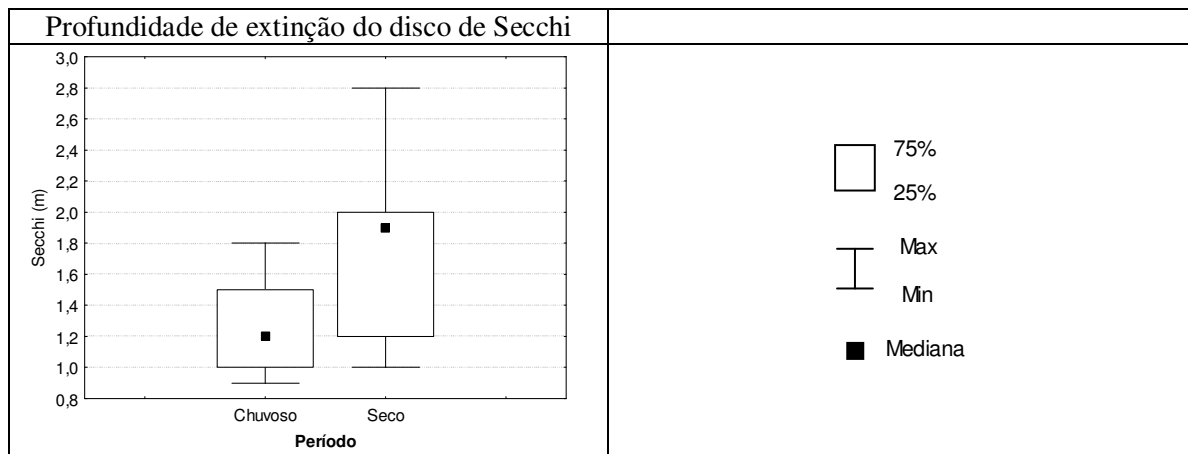 Profundidade de extinção do disco de Secchi
3,0
2,8
2,6
2,4
2,2
2,0
1,8
1,6
1,4
1,2
1,0
0,8
Secchi (m)
Chuvoso Seco
Período
75%
25%
Max
Min
Mediana